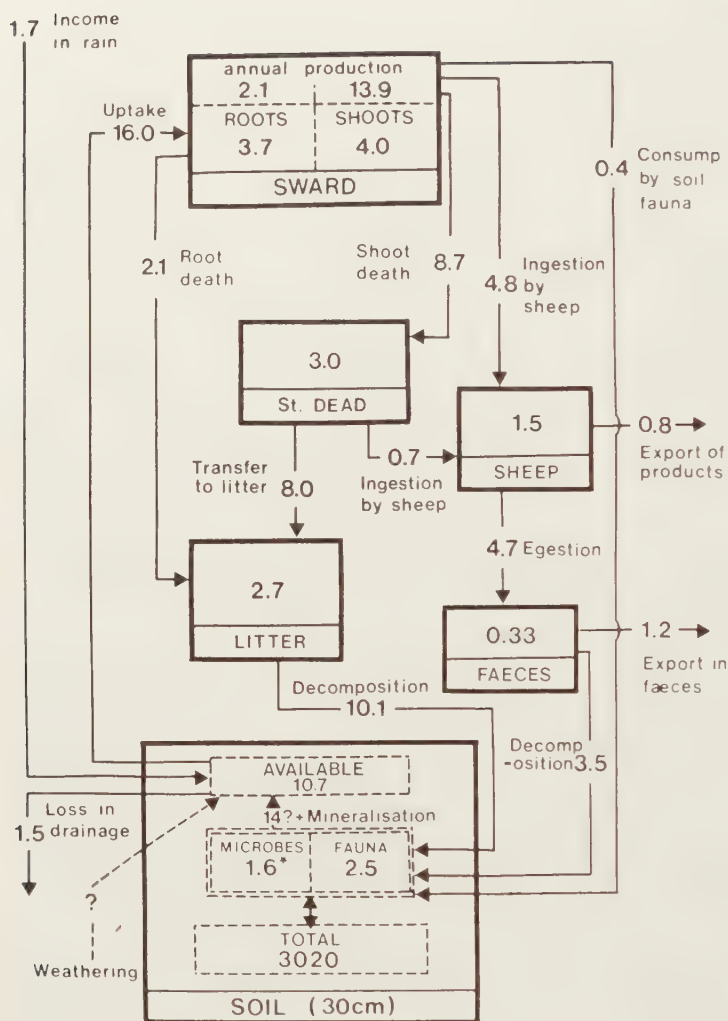 1.7 Income
in rain
annual production
2.1 13.9
ROOTS SHOOTS
3.7 4.0
SWARD
Uptake
16.0
0.4 Consump
by soil
fauna
2.1 Root
death
Shoot
death 8.7
4.8 Ingestion
by
sheep
3.0
St. DEAD
1.5
SHEEP
0.8
Export of
products
Transfer
to litter 8.0
0.7
Ingestion
by sheep
4.7 Egestion
2.7
LITTER
0.33
FAECES
1.2
Export in
faeces
Decomposition
10.1
Decomp
-osition 3.5
AVAILABLE
10.7
1.5 Loss in
drainage
14?+Mineralisation
MICROBES FAUNA
1.6* 2.5
?
Weathering
TOTAL
3020
SOIL (30cm)